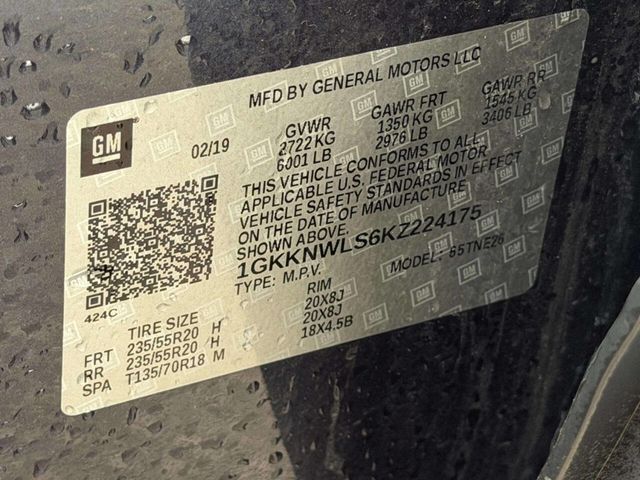 MFD BY GENERAL MOTORS LLC
GM
02/19
GVWR GAWR FRT GAWR RR
2722 KG 1350 KG 1545 KG
6001 LB 2976 LB 3406 LB
THIS VEHICLE CONFORMS TO ALL
APPLICABLE U.S. FEDERAL MOTOR
VEHICLE SAFETY STANDARDS IN EFFECT
ON THE DATE OF MANUFACTURE
SHOWN ABOVE.
1GKKNWLS6KZ224175
TYPE: M.P.V. MODEL: SSTNE26
424C
TIRE SIZE RIM
FRT 235/55R20 H 20X8J
RR 235/55R20 H 20X8J
SPA T135/70R18 M 18X4.5B